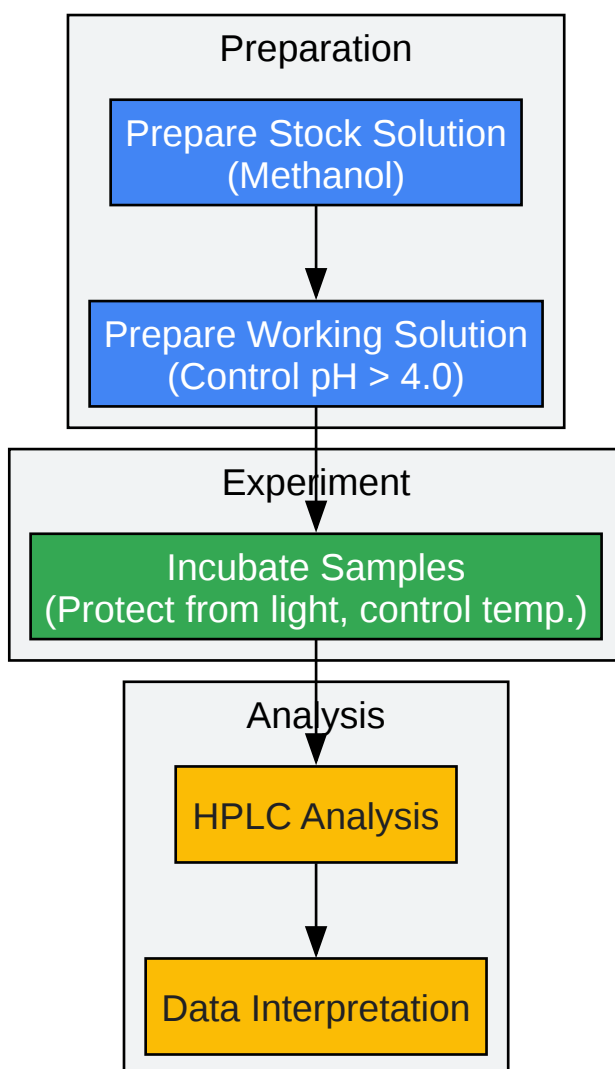 Preparation
Prepare Stock Solution
(Methanol)
Prepare Working Solution
(Control pH > 4.0)
Experiment
Incubate Samples
(Protect from light, control temp.)
Analysis
HPLC Analysis
Data Interpretation